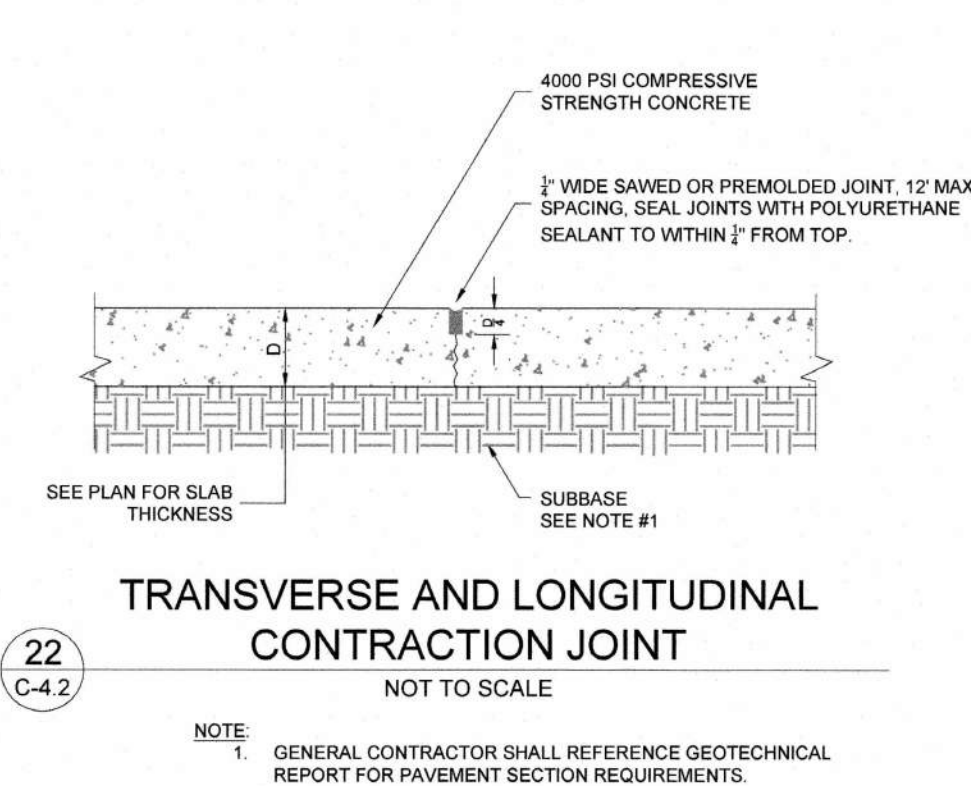 4000 PSI COMPRESSIVE
STRENGTH CONCRETE
1/4" WIDE SAWED OR PREMOLDED JOINT, 12' MAX
SPACING, SEAL JOINTS WITH POLYURETHANE
SEALANT TO WITHIN 1/4" FROM TOP.
D
D/4
SEE PLAN FOR SLAB
THICKNESS
SUBBASE
SEE NOTE #1
TRANSVERSE AND LONGITUDINAL
CONTRACTION JOINT
22
C-4.2
NOT TO SCALE
NOTE:
1. GENERAL CONTRACTOR SHALL REFERENCE GEOTECHNICAL
REPORT FOR PAVEMENT SECTION REQUIREMENTS.